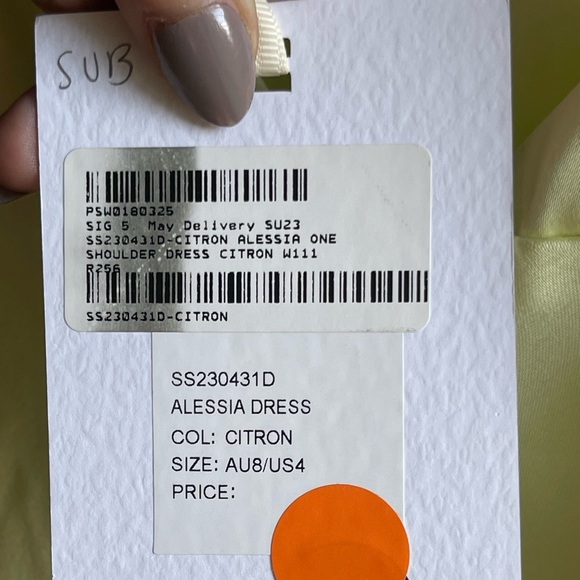 SUB
PSW0180325
SIG 5 May Delivery SU23
SS230431D-CITRON ALESSIA ONE
SHOULDER DRESS CITRON W111
R256
SS230431D-CITRON
SS230431D
ALESSIA DRESS
COL: CITRON
SIZE: AU8/US4
PRICE: